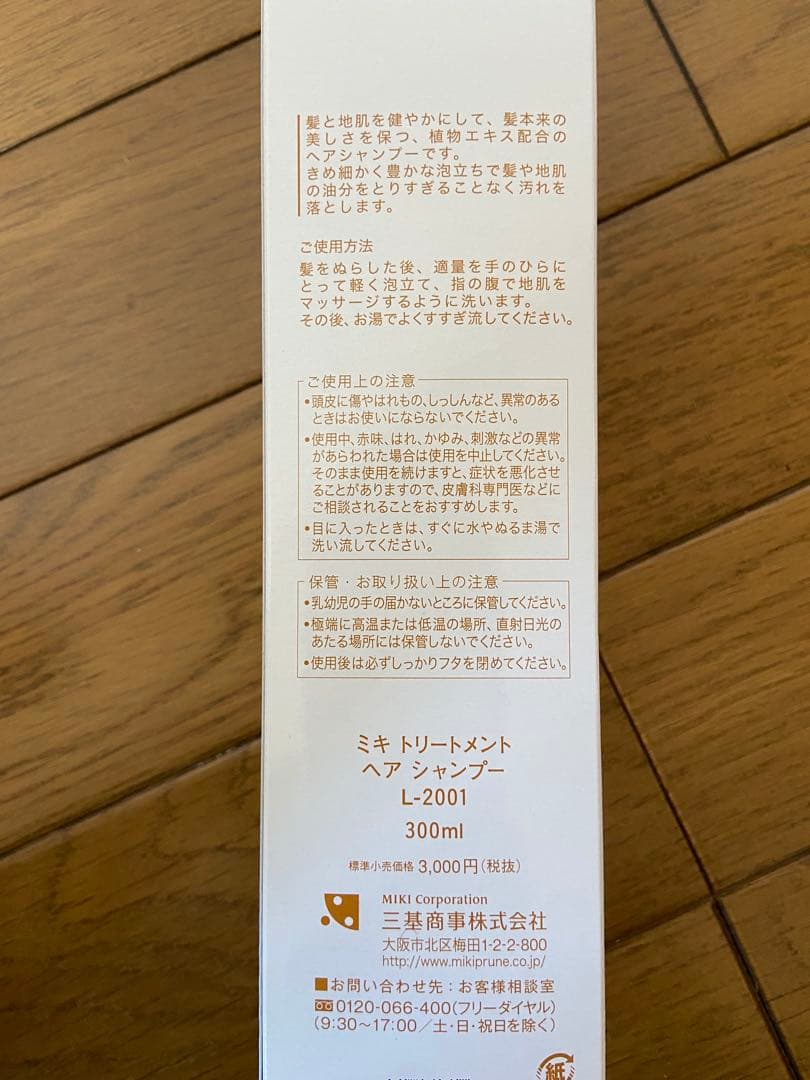 髪と地肌を健やかにして、髪本来の
美しさを保つ、植物エキス配合の
ヘアシャンプーです。
きめ細かく豊かな泡立ちで髪や地肌
の油分をとりすぎることなく汚れを
落とします。
ご使用方法
髪をぬらした後、適量を手のひらに
とって軽く泡立て、指の腹で地肌を
マッサージするように洗います。
その後、お湯でよくすすぎ流してください。
ご使用上の注意
•頭皮に傷やはれもの、しっしんなど、異常のある
ときはお使いにならないでください。
•使用中、赤味、はれ、かゆみ、刺激などの異常
があらわれた場合は使用を中止してください。
そのまま使用を続けますと、症状を悪化させ
ることがありますので、皮膚科専門医などに
ご相談されることをおすすめします。
•目に入ったときは、すぐに水やぬるま湯で
洗い流してください。
保管・お取り扱い上の注意
•乳幼児の手の届かないところに保管してください。
•極端に高温または低温の場所、直射日光の
あたる場所には保管しないでください。
•使用後は必ずしっかりフタを閉めてください。
ミキ トリートメント
ヘア シャンプー
L-2001
300ml
標準小売価格 3,000円(税抜)
MIKI Corporation
三基商事株式会社
大阪市北区梅田1-2-2-800
http://www.mikiprune.co.jp/
■お問い合わせ先：お客様相談室
0120-066-400(フリーダイヤル)
(9:30~17:00/土・日・祝日を除く)
紙